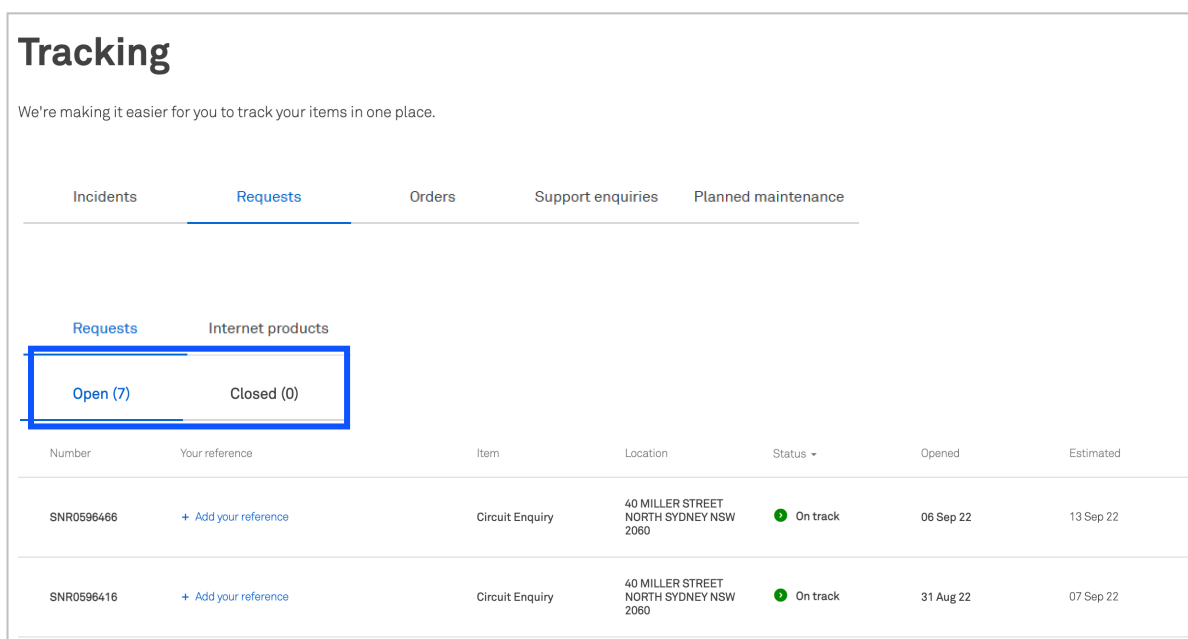 Tracking
We're making it easier for you to track your items in one place.
Incidents Requests Orders Support enquiries Planned maintenance
Requests Internet products
Open (7) Closed (0)
Number Your reference Item Location Status Opened Estimated
40 MILLER STREET
SNR0596466 + Add your reference Circuit Enquiry NORTH SYDNEY NSW On track 06 Sep 22 13 Sep 22
2060
40 MILLER STREET
SNR0596416 + Add your reference Circuit Enquiry NORTH SYDNEY NSW On track 31 Aug 22 07 Sep 22
2060